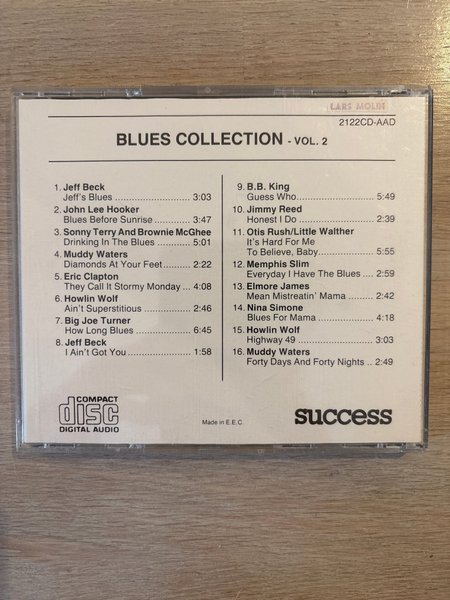 LARS MOLIN
2122CD-AAD
BLUES COLLECTION - VOL. 2
1. Jeff Beck
Jeff's Blues ............ 3:03
2. John Lee Hooker
Blues Before Sunrise ... 3:47
3. Sonny Terry And Brownie McGhee
Drinking In The Blues ...... 5:01
4. Muddy Waters
Diamonds At Your Feet ....... 2:22
5. Eric Clapton
They Call It Stormy Monday ... 4:08
6. Howlin Wolf
Ain't Superstitious ....... 2:46
7. Big Joe Turner
How Long Blues ......... 6:45
8. Jeff Beck
I Ain't Got You ......... 1:58
COMPACT
disc
DIGITAL AUDIO
9. B.B. King
Guess Who .......... 5:49
10. Jimmy Reed
Honest I Do ......... 2:39
11. Otis Rush/Little Walther
It's Hard For Me
To Believe, Baby .......... 5:55
12. Memphis Slim
Everyday I Have The Blues .... 2:59
13. Elmore James
Mean Mistreatin' Mama ...... 2:42
14. Nina Simone
Blues For Mama ........ 4:18
15. Howlin Wolf
Highway 49 .......... 3:03
16. Muddy Waters
Forty Days And Forty Nights .. 2:49
Made in E.E.C
success